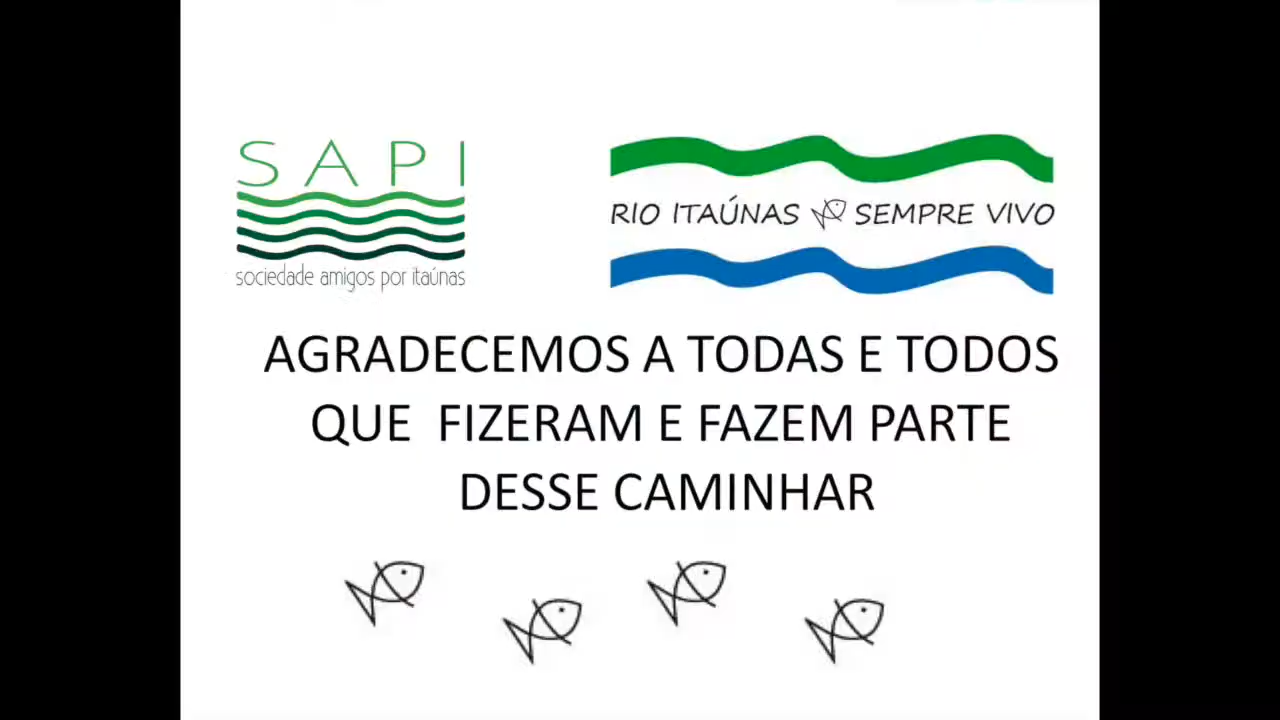 SAPI
sociedade amigos por itaúnas
RIO ITAÚNAS SEMPRE VIVO
AGRADECEMOS A TODAS E TODOS
QUE FIZERAM E FAZEM PARTE
DESSE CAMINHAR